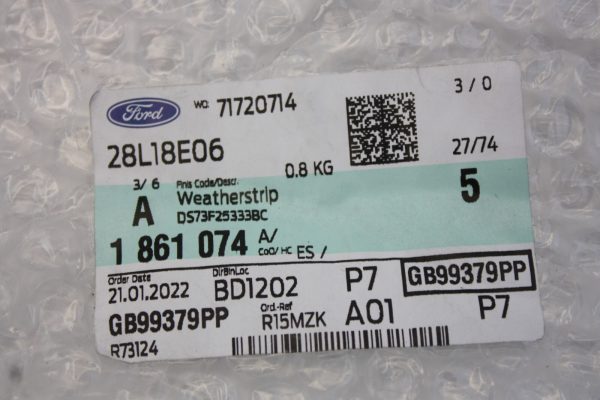 Ford WO: 71720714 3 / 0
28L18E06 0.8 KG 27/74
3/ 6 Finis Code/Descr. 5
A Weatherstrip
DS73F25333BC
1 861 074 A/ CoO/ HC ES /
Order Date DirBinLoc P7 GB99379PP
21.01.2022 BD1202
GB99379PP Ord.-Ref R15MZK A01 P7
R73124